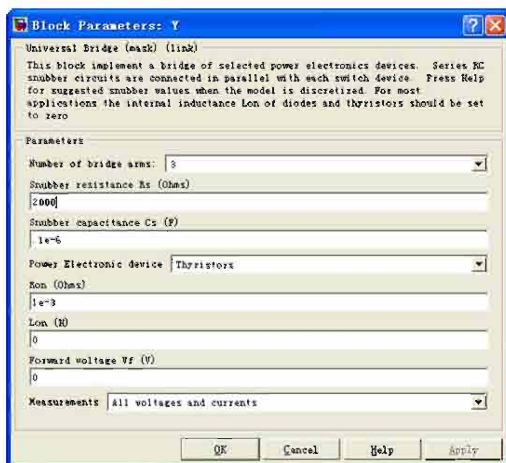 Block Parameters: Y
Universal Bridge (mask) (link)
This block implement a bridge of selected power electronics devices. Series RC
snubber circuits are connected in parallel with each switch device. Press Help
for suggested snubber values when the model is discretized. For most
applications the internal inductance Lon of diodes and thyristors should be set
to zero
Parameters
Number of bridge arms: 3
Snubber resistance Rs (Ohms)
2000
Snubber capacitance Cs (F)
.1e-6
Power Electronic device Thyristors
Ron (Ohms)
1e-3
Lon (H)
0
Forward voltage Vf (V)
0
Measurements All voltages and currents
OK Cancel Help Apply